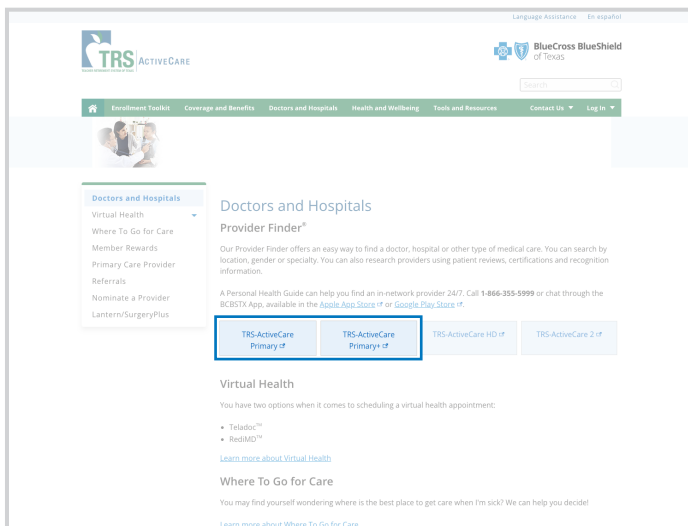 Language Assistance En español
TRS ACTIVECARE
TEACHER RETIREMENT SYSTEM OF TEXAS
BlueCross BlueShield
of Texas
Search
Enrollment Toolkit Coverage and Benefits Doctors and Hospitals Health and Wellbeing Tools and Resources Contact Us Log In
Doctors and Hospitals
Virtual Health
Where To Go for Care
Member Rewards
Primary Care Provider
Referrals
Nominate a Provider
Lantern/SurgeryPlus
Doctors and Hospitals
Provider Finder®
Our Provider Finder offers an easy way to find a doctor, hospital or other type of medical care. You can search by
location, gender or specialty. You can also research providers using patient reviews, certifications and recognition
information.
A Personal Health Guide can help you find an in-network provider 24/7. Call 1-866-355-
5999 or chat through the
BCBSTX App, available in the Apple App Store or Google Play Store .
TRS-ActiveCare
Primary
TRS-ActiveCare
Primary+
TRS-ActiveCare HD
TRS-ActiveCare 2
Virtual Health
You have two options when it comes to scheduling a virtual health appointment:
• Teladoc™
• RediMD™
Learn more about Virtual Health
Where To Go for Care
You may find yourself wondering where is the best place to get care when I'm sick? We can help you decide!
Learn more about Where To Go for Care